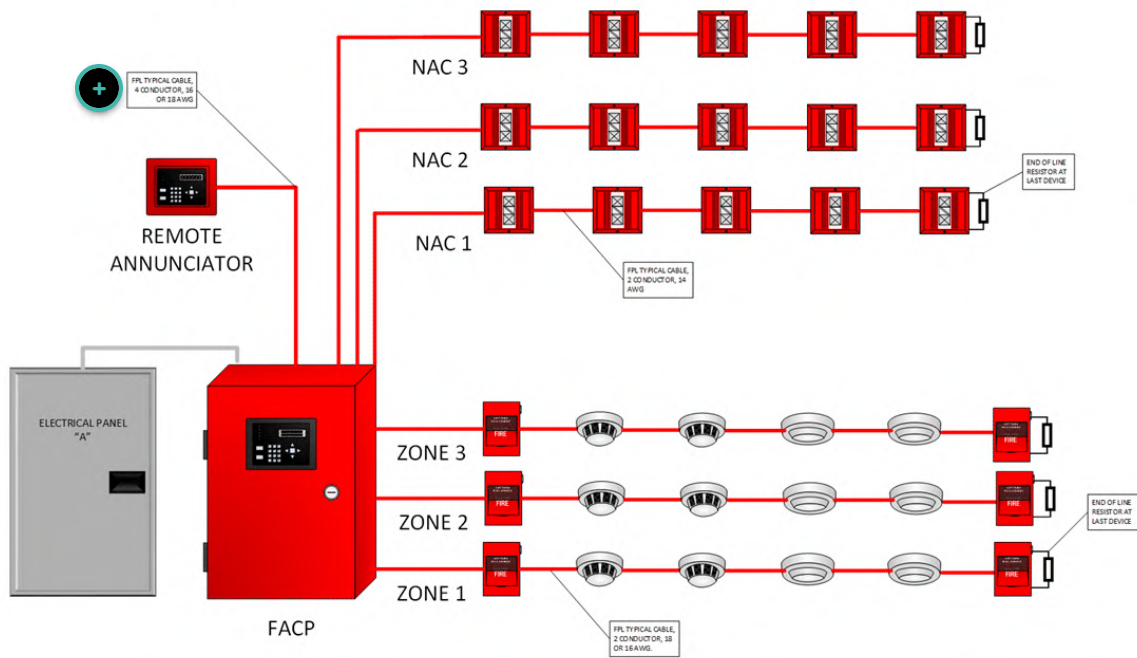 NAC 3
FPL TYPICAL CABLE,
4 CONDUCTOR, 16
OR 18 AWG
NAC 2
END OF LINE
RESISTOR AT
LAST DEVICE
REMOTE
ANNUNCIATOR
NAC 1
FPL TYPICAL CABLE,
2 CONDUCTOR, 14
AWG
ELECTRICAL PANEL
"A"
ZONE 3
FIRE
FIRE
ZONE 2
FIRE
FIRE
END OF LINE
RESISTOR AT
LAST DEVICE
ZONE 1
FIRE
FIRE
FACP
FPL TYPICAL CABLE,
2 CONDUCTOR, 18
OR 16 AWG.